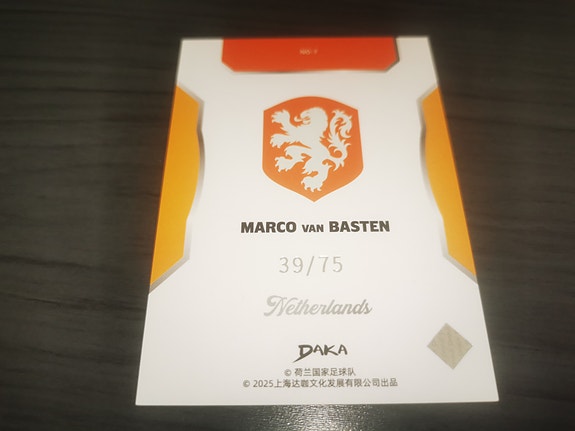 MARCO VAN BASTEN
39/75
Netherlands
DAKA
© 荷兰国家足球队
© 2025上海达咖文化发展有限公司出品